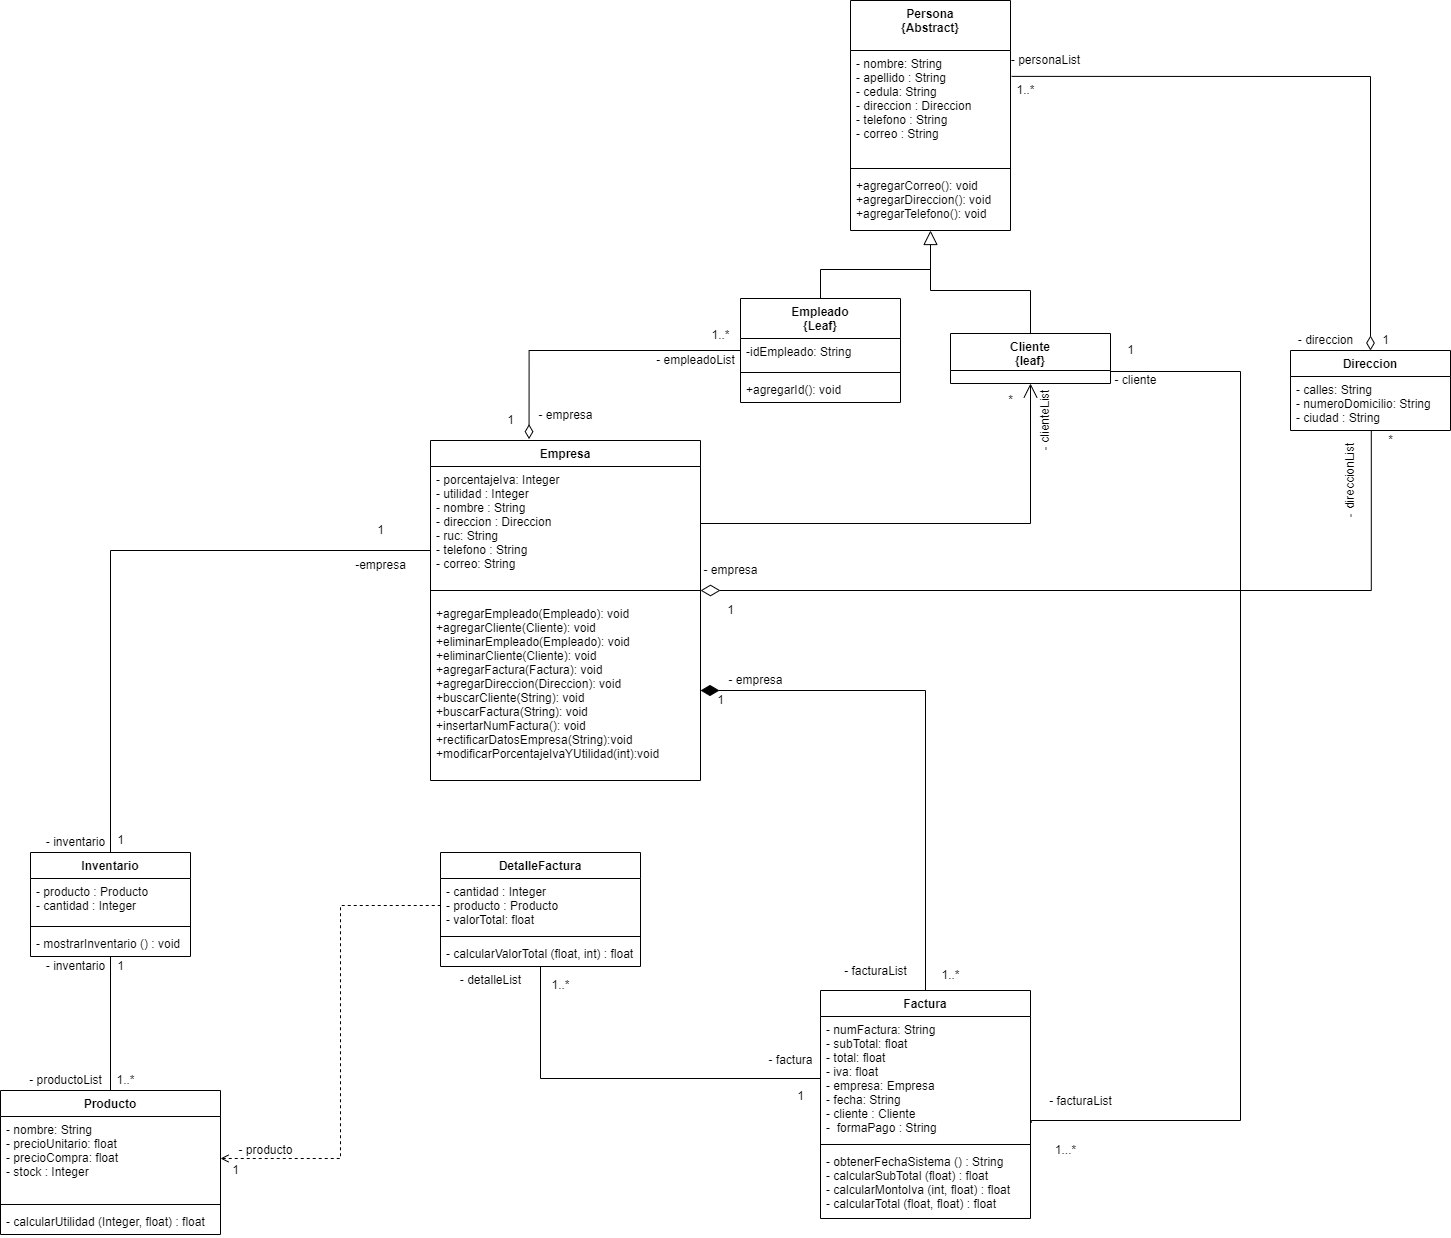 Persona
{Abstract}
- nombre: String
- apellido : String
- cedula: String
- direccion : Direccion
- telefono : String
- correo : String
+agregarCorreo(): void
+agregarDireccion(): void
+agregarTelefono(): void
- personaList
1..*
Empleado
{Leaf}
-idEmpleado: String
+agregarId(): void
1..*
- empleadoList
Cliente
{leaf}
1
- cliente
*
- clienteList
- direccion
1
Direccion
- calles: String
- numeroDomicilio: String
- ciudad : String
*
- direccionList
1
- empresa
Empresa
- porcentajeIva: Integer
- utilidad : Integer
- nombre : String
- direccion : Direccion
- ruc: String
- telefono : String
- correo: String
+agregarEmpleado(Empleado): void
+agregarCliente(Cliente): void
+eliminarEmpleado(Empleado): void
+eliminarCliente(Cliente): void
+agregarFactura(Factura): void
+agregarDireccion(Direccion): void
+buscarCliente(String): void
+buscarFactura(String): void
+insertarNumFactura(): void
+rectificarDatosEmpresa(String):void
+modificarPorcentajeIvaYUtilidad(int):void
1
-empresa
- empresa
1
- empresa
1
- inventario
1
Inventario
- producto : Producto
- cantidad : Integer
- mostrarInventario () : void
- inventario
1
DetalleFactura
- cantidad : Integer
- producto : Producto
- valorTotal: float
- calcularValorTotal (float, int) : float
- detalleList
1..*
- facturaList
1..*
Factura
- numFactura: String
- subTotal: float
- total: float
- iva: float
- empresa: Empresa
- fecha: String
- cliente : Cliente
- formaPago : String
- obtenerFechaSistema () : String
- calcularSubTotal (float) : float
- calcularMontoIva (int, float) : float
- calcularTotal (float, float) : float
- factura
1
- facturaList
1...*
- productoList
1..*
Producto
- nombre: String
- precioUnitario: float
- precioCompra: float
- stock : Integer
- calcularUtilidad (Integer, float) : float
- producto
1